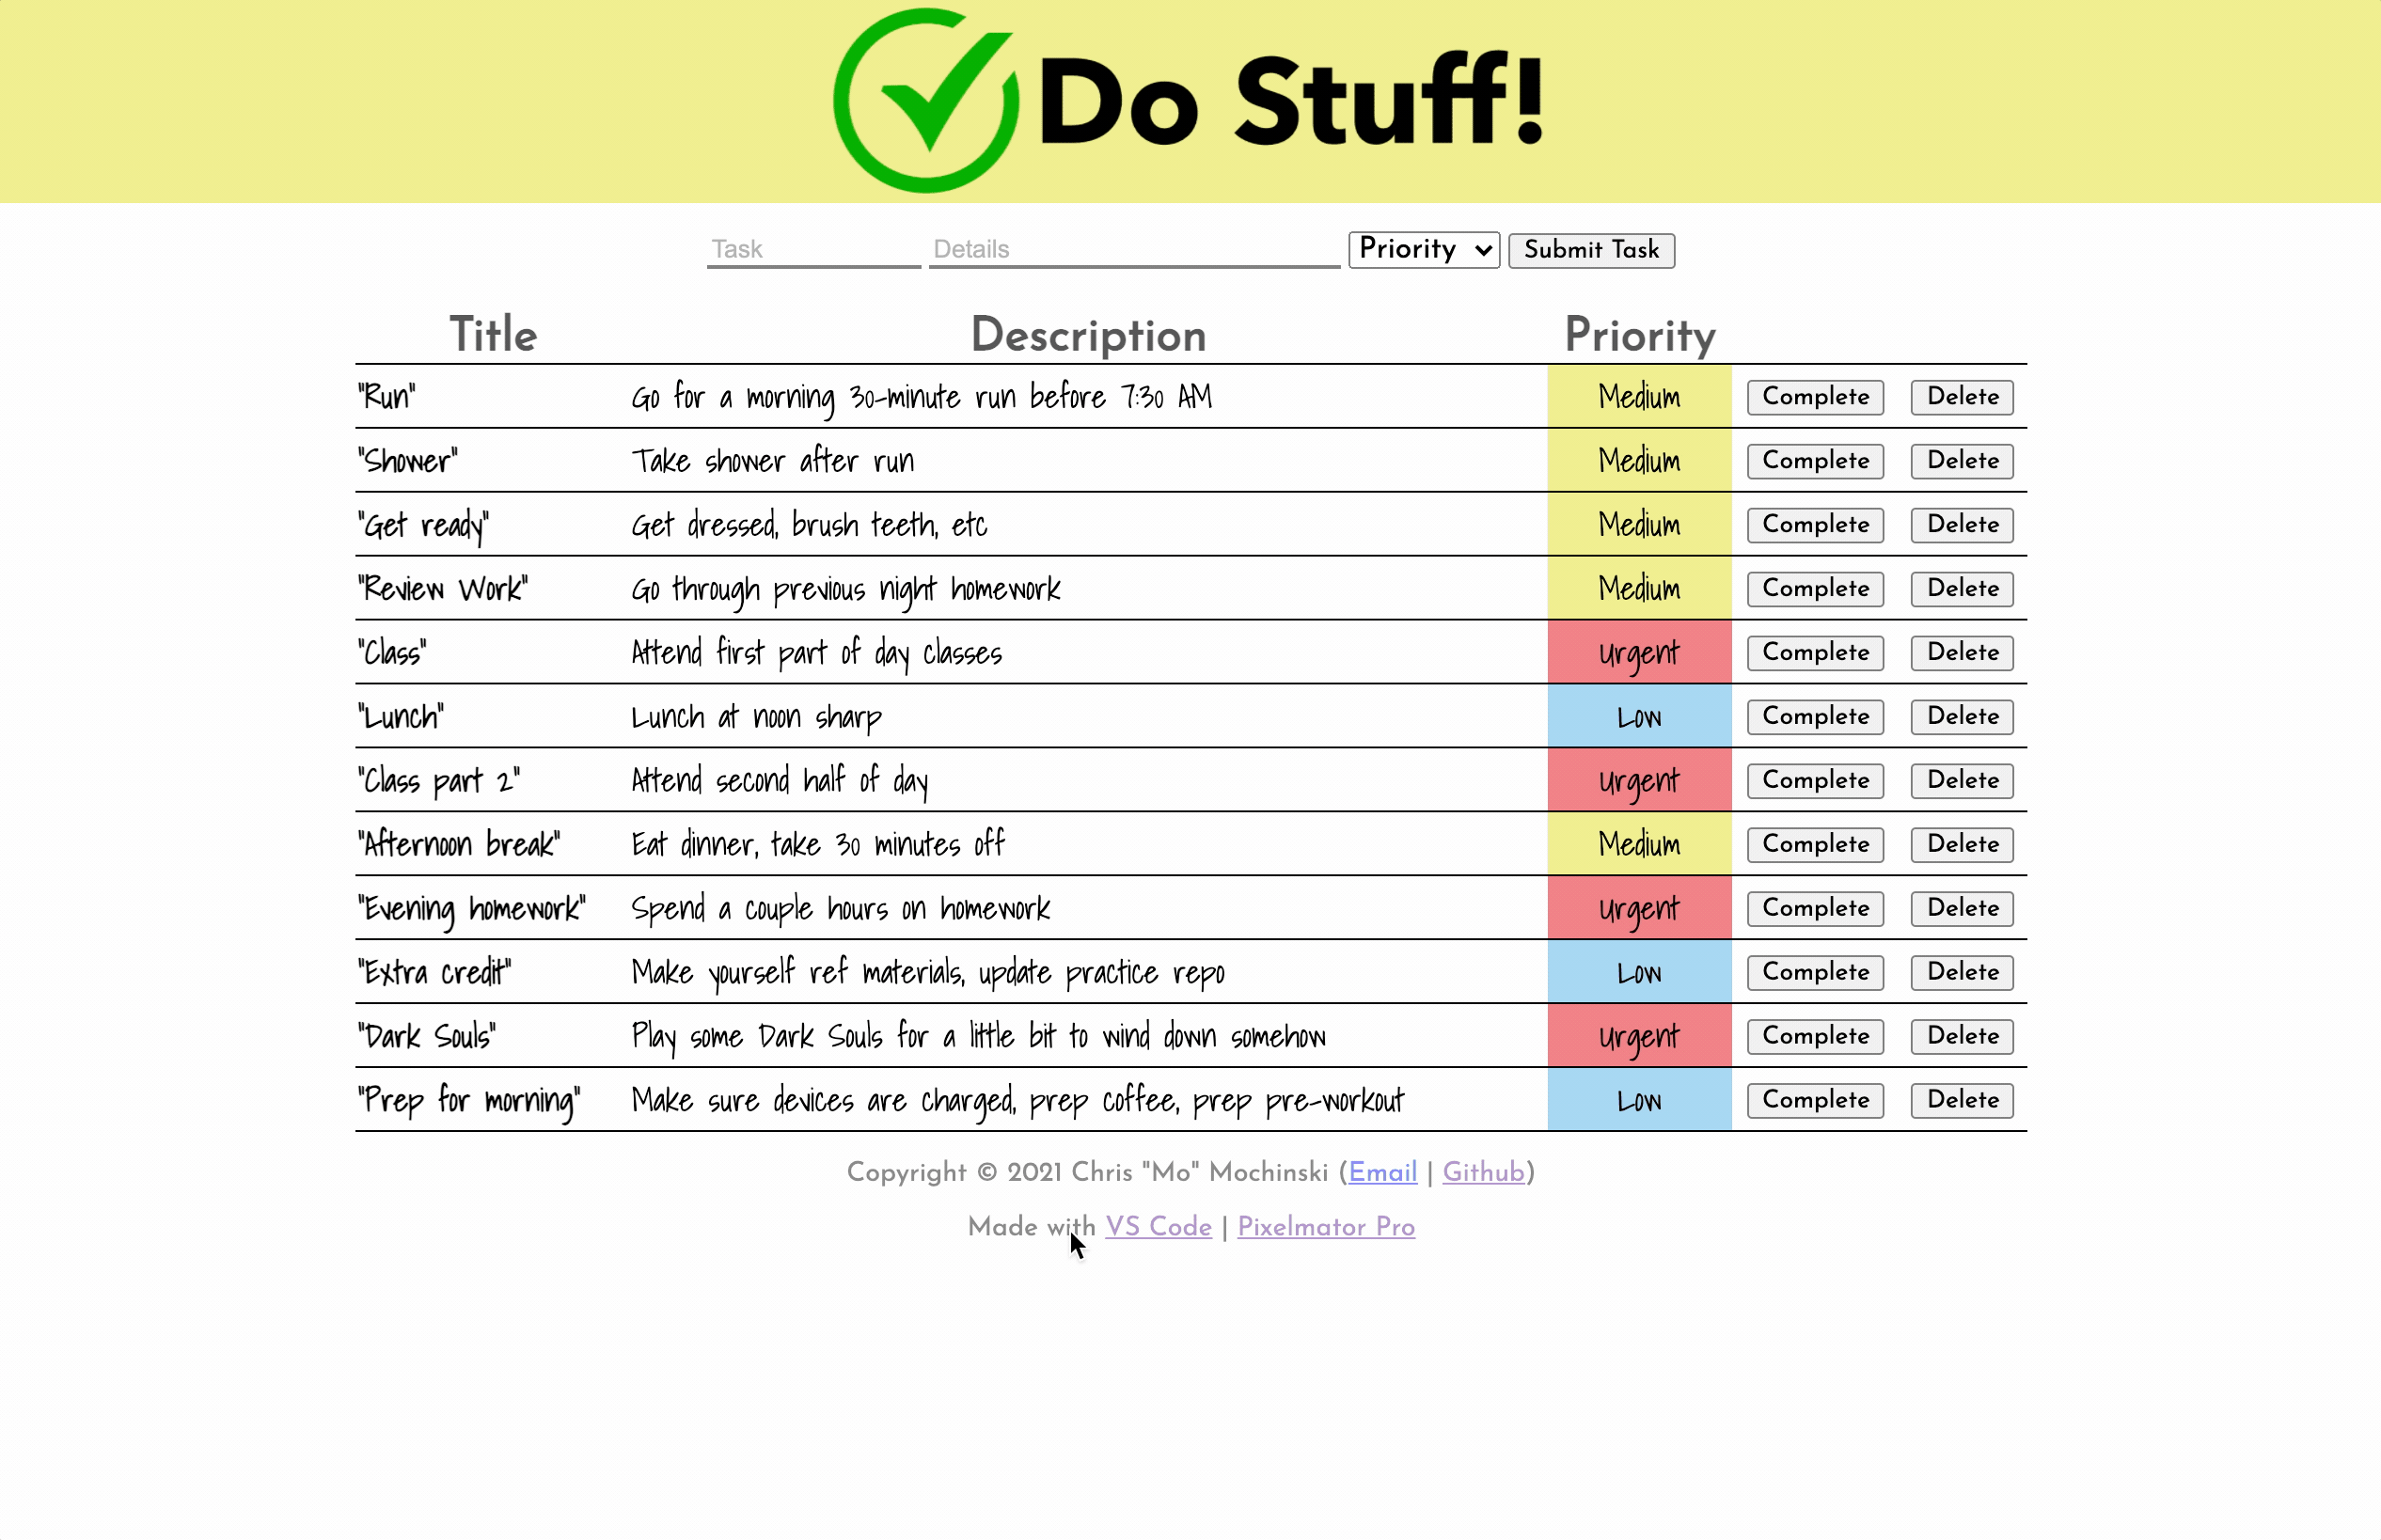 Do Stuff!
Task Details Priority Submit Task
Title Description Priority
"Run" Go for a morning 30-minute run before 7:30 AM Medium Complete Delete
"Shower" Take shower after run Medium Complete Delete
"Get ready" Get dressed, brush teeth, etc Medium Complete Delete
"Review Work" Go through previous night homework Medium Complete Delete
"Class" Attend first part of day classes Urgent Complete Delete
"Lunch" Lunch at noon sharp Low Complete Delete
"Class part 2" Attend second half of day Urgent Complete Delete
"Afternoon break" Eat dinner, take 30 minutes off Medium Complete Delete
"Evening homework" Spend a couple hours on homework Urgent Complete Delete
"Extra credit" Make yourself ref materials, update practice repo Low Complete Delete
"Dark Souls" Play some Dark Souls for a little bit to wind down somehow Urgent Complete Delete
"Prep for morning" Make sure devices are charged, prep coffee, prep pre-workout Low Complete Delete
Copyright © 2021 Chris "Mo" Mochinski (Email | Github)
Made with VS Code | Pixelmator Pro